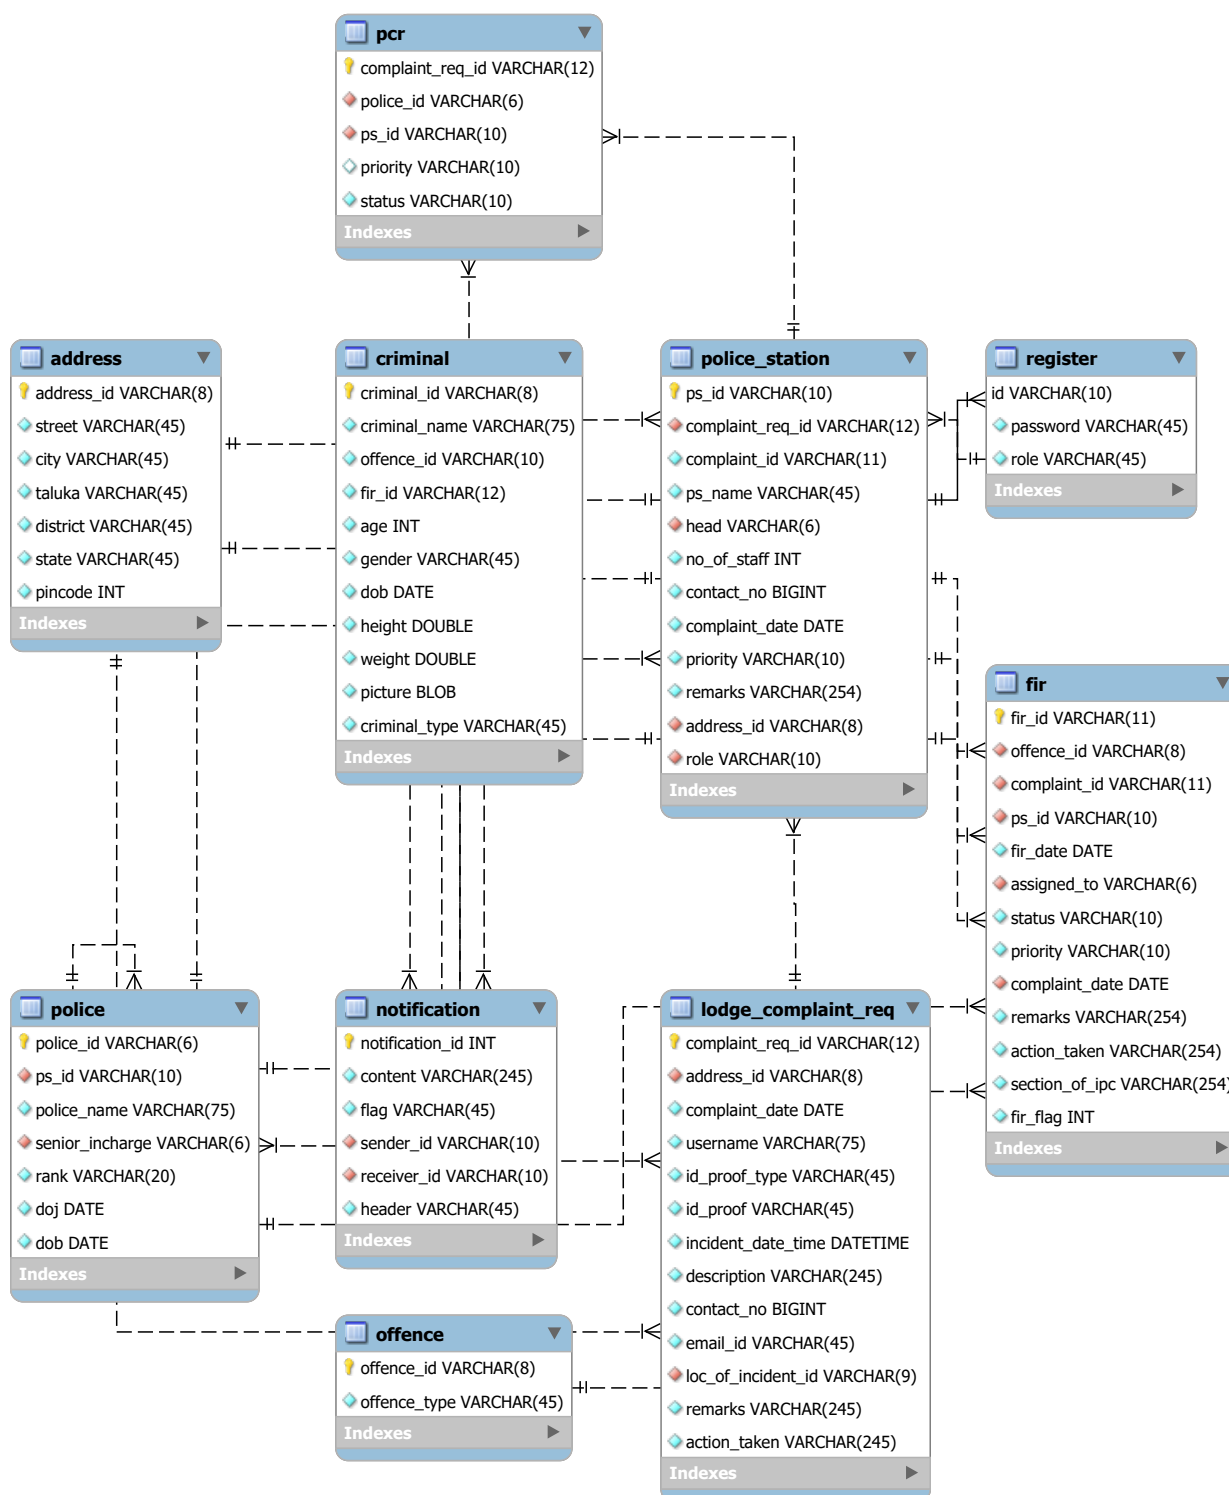 pcr
complaint_req_id VARCHAR(12)
police_id VARCHAR(6)
ps_id VARCHAR(10)
priority VARCHAR(10)
status VARCHAR(10)
Indexes
address
address_id VARCHAR(8)
street VARCHAR(45)
city VARCHAR(45)
taluka VARCHAR(45)
district VARCHAR(45)
state VARCHAR(45)
pincode INT
Indexes
criminal
criminal_id VARCHAR(8)
criminal_name VARCHAR(75)
offence_id VARCHAR(10)
fir_id VARCHAR(12)
age INT
gender VARCHAR(45)
dob DATE
height DOUBLE
weight DOUBLE
picture BLOB
criminal_type VARCHAR(45)
Indexes
police_station
ps_id VARCHAR(10)
complaint_req_id VARCHAR(12)
complaint_id VARCHAR(11)
ps_name VARCHAR(45)
head VARCHAR(6)
no_of_staff INT
contact_no BIGINT
complaint_date DATE
priority VARCHAR(10)
remarks VARCHAR(254)
address_id VARCHAR(8)
role VARCHAR(10)
Indexes
register
id VARCHAR(10)
password VARCHAR(45)
role VARCHAR(45)
Indexes
fir
fir_id VARCHAR(11)
offence_id VARCHAR(8)
complaint_id VARCHAR(11)
ps_id VARCHAR(10)
fir_date DATE
assigned_to VARCHAR(6)
status VARCHAR(10)
priority VARCHAR(10)
complaint_date DATE
remarks VARCHAR(254)
action_taken VARCHAR(254)
section_of_ipc VARCHAR(254)
fir_flag INT
Indexes
police
police_id VARCHAR(6)
ps_id VARCHAR(10)
police_name VARCHAR(75)
senior_incharge VARCHAR(6)
rank VARCHAR(20)
doj DATE
dob DATE
Indexes
notification
notification_id INT
content VARCHAR(245)
flag VARCHAR(45)
sender_id VARCHAR(10)
receiver_id VARCHAR(10)
header VARCHAR(45)
Indexes
lodge_complaint_req
complaint_req_id VARCHAR(12)
address_id VARCHAR(8)
complaint_date DATE
username VARCHAR(75)
id_proof_type VARCHAR(45)
id_proof VARCHAR(45)
incident_date_time DATETIME
description VARCHAR(245)
contact_no BIGINT
email_id VARCHAR(45)
loc_of_incident_id VARCHAR(9)
remarks VARCHAR(245)
action_taken VARCHAR(245)
Indexes
offence
offence_id VARCHAR(8)
offence_type VARCHAR(45)
Indexes